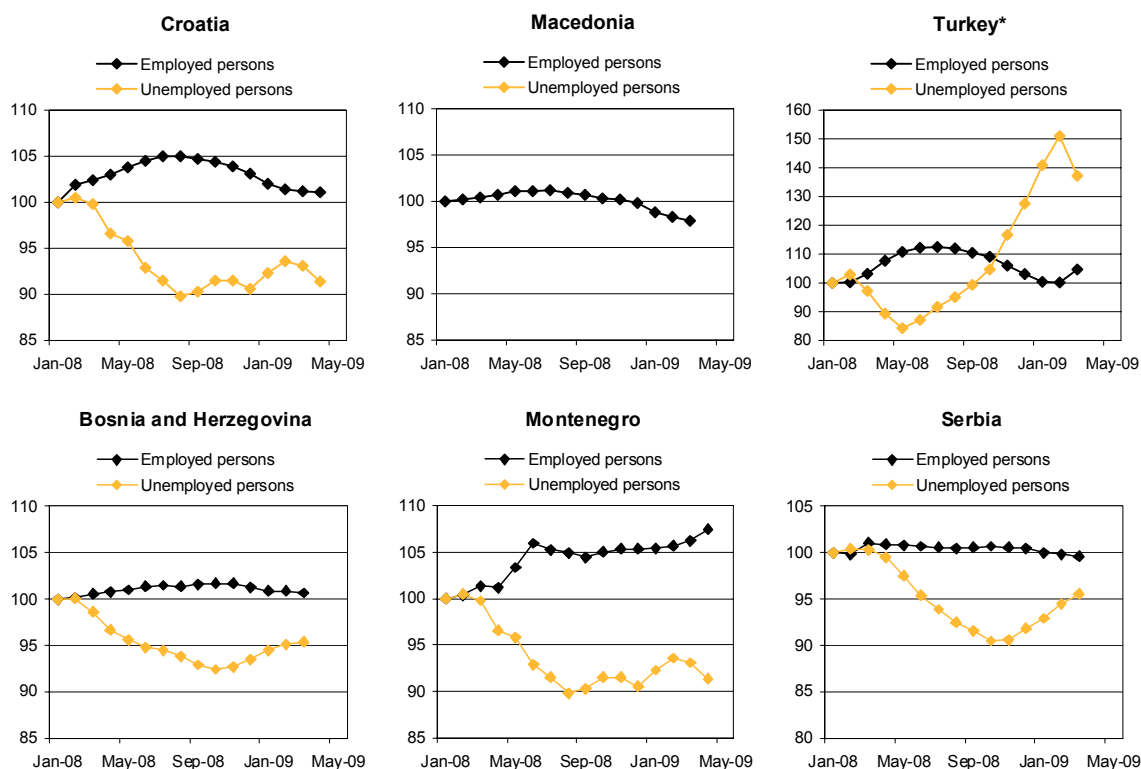 Croatia
Employed persons
Unemployed persons
110
105
100
95
90
85
Jan-08 May-08 Sep-08 Jan-09 May-09
Macedonia
Employed persons
Unemployed persons
110
105
100
95
90
85
Jan-08 May-08 Sep-08 Jan-09 May-09
Turkey*
Employed persons
Unemployed persons
160
150
140
130
120
110
100
90
80
Jan-08 May-08 Sep-08 Jan-09 May-09
Bosnia and Herzegovina
Employed persons
Unemployed persons
110
105
100
95
90
85
Jan-08 May-08 Sep-08 Jan-09 May-09
Montenegro
Employed persons
Unemployed persons
110
105
100
95
90
85
Jan-08 May-08 Sep-08 Jan-09 May-09
Serbia
Employed persons
Unemployed persons
105
100
95
90
85
80
Jan-08 May-08 Sep-08 Jan-09 May-09